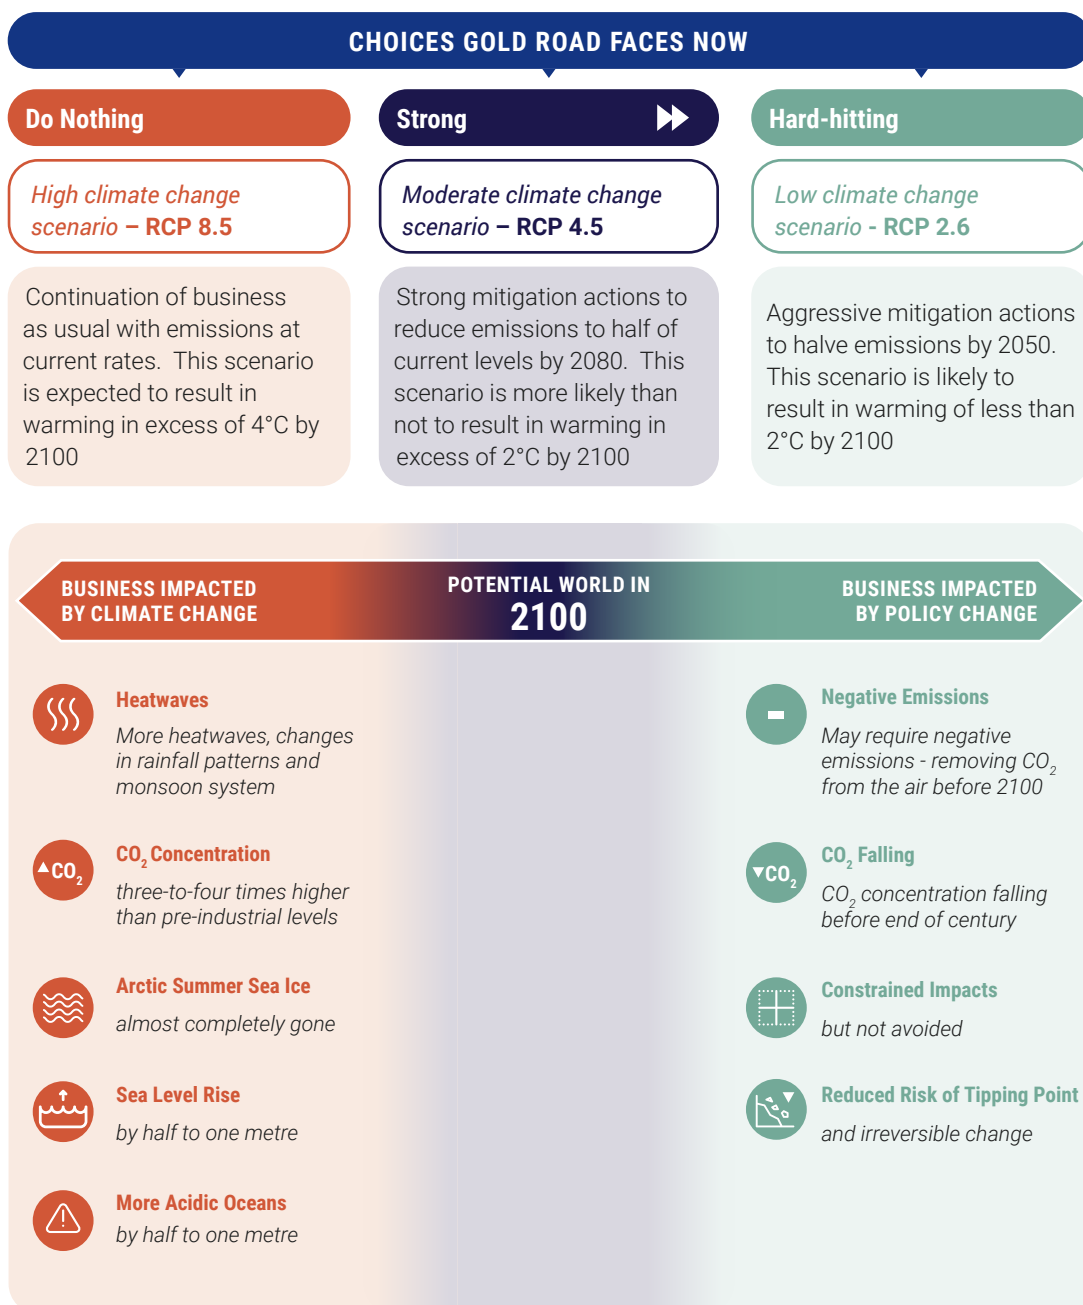 CHOICES GOLD ROAD FACES NOW
Do Nothing
High climate change
scenario – RCP 8.5
Continuation of business
as usual with emissions at
current rates. This scenario
is expected to result in
warming in excess of 4°C by
2100
Strong
Moderate climate change
scenario – RCP 4.5
Strong mitigation actions to
reduce emissions to half of
current levels by 2080. This
scenario is more likely than
not to result in warming in
excess of 2°C by 2100
Hard-hitting
Low climate change
scenario - RCP 2.6
Aggressive mitigation actions
to halve emissions by 2050.
This scenario is likely to
result in warming of less than
2°C by 2100
BUSINESS IMPACTED
BY CLIMATE CHANGE
POTENTIAL WORLD IN
2100
BUSINESS IMPACTED
BY POLICY CHANGE
Heatwaves
More heatwaves, changes
in rainfall patterns and
monsoon system
▲CO₂
CO₂ Concentration
three-to-four times higher
than pre-industrial levels
Arctic Summer Sea Ice
almost completely gone
Sea Level Rise
by half to one metre
More Acidic Oceans
by half to one metre
Negative Emissions
May require negative
emissions - removing CO₂
from the air before 2100
▼CO₂
CO₂ Falling
CO₂ concentration falling
before end of century
Constrained Impacts
but not avoided
Reduced Risk of Tipping Point
and irreversible change